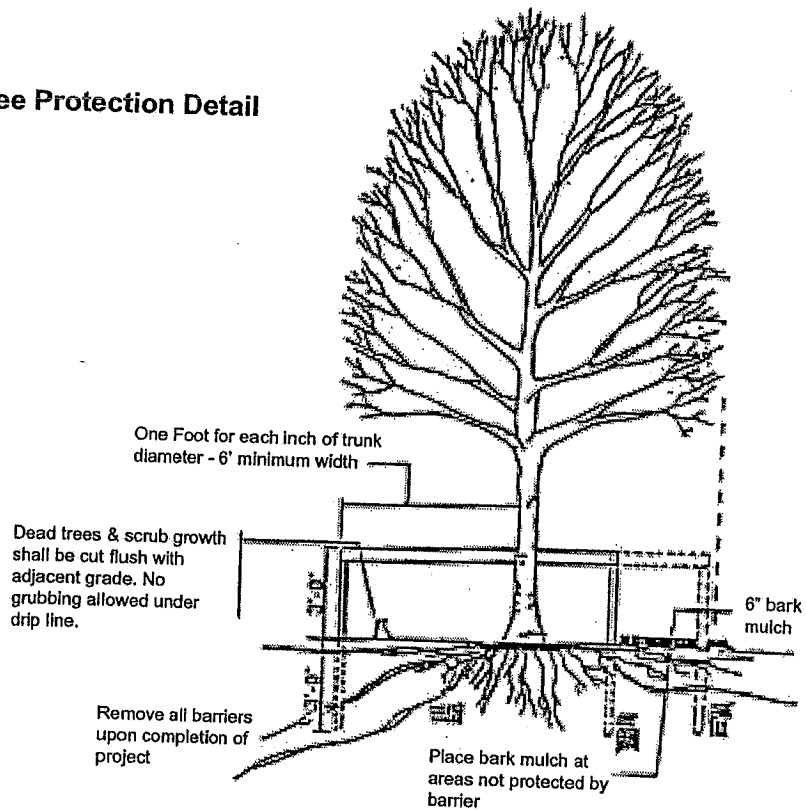 ee Protection Detail
One Foot for each inch of trunk
diameter - 6' minimum width
Dead trees & scrub growth
shall be cut flush with
adjacent grade. No
grubbing allowed under
drip line.
6" bark
mulch
Remove all barriers
upon completion of
project
Place bark mulch at
areas not protected by
barrier